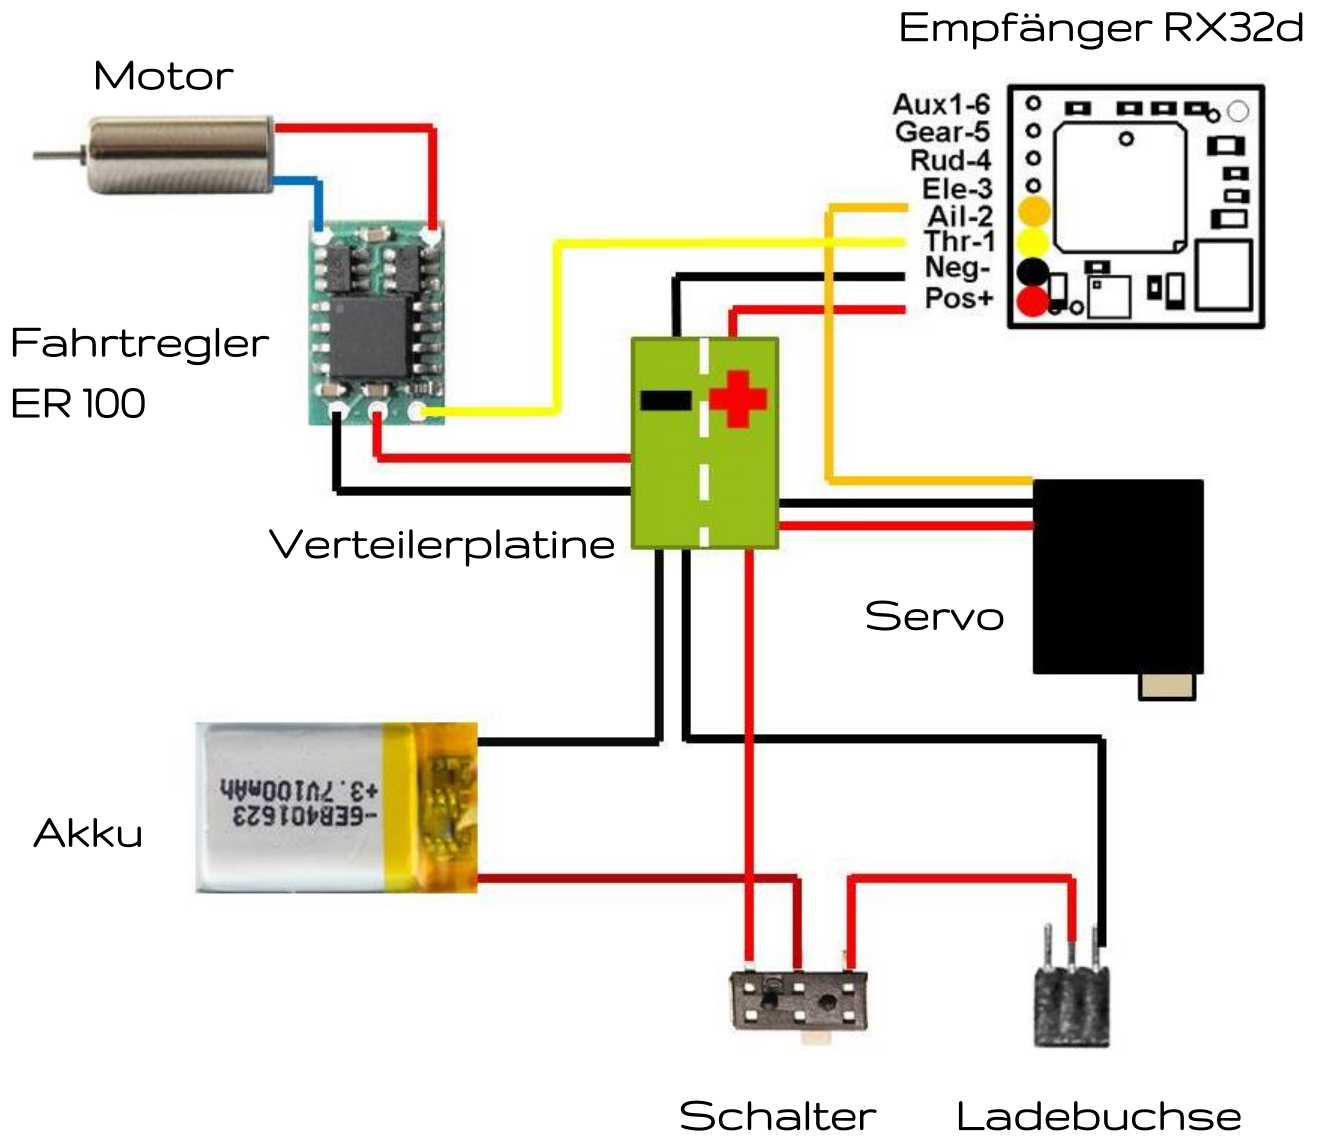 Empfänger RX32d
Motor
Aux1-6
Gear-5
Rud-4
Ele-3
Ail-2
Thr-1
Neg-
Pos+
Fahrtregler
ER 100
Verteilerplatine
Servo
Akku
-6EB401623
+3.7V100mAh
Schalter
Ladebuchse